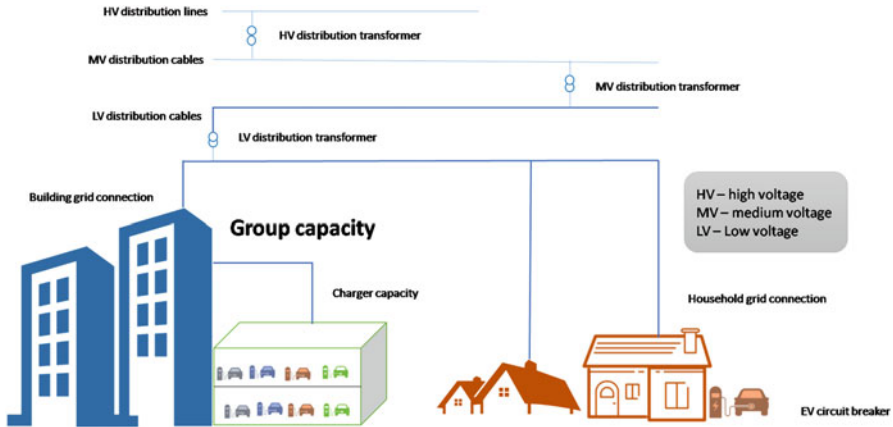 HV distribution lines
HV distribution transformer
MV distribution cables
MV distribution transformer
LV distribution cables
LV distribution transformer
Building grid connection
HV – high voltage
MV – medium voltage
LV – Low voltage
Group capacity
Charger capacity
Household grid connection
EV circuit breaker